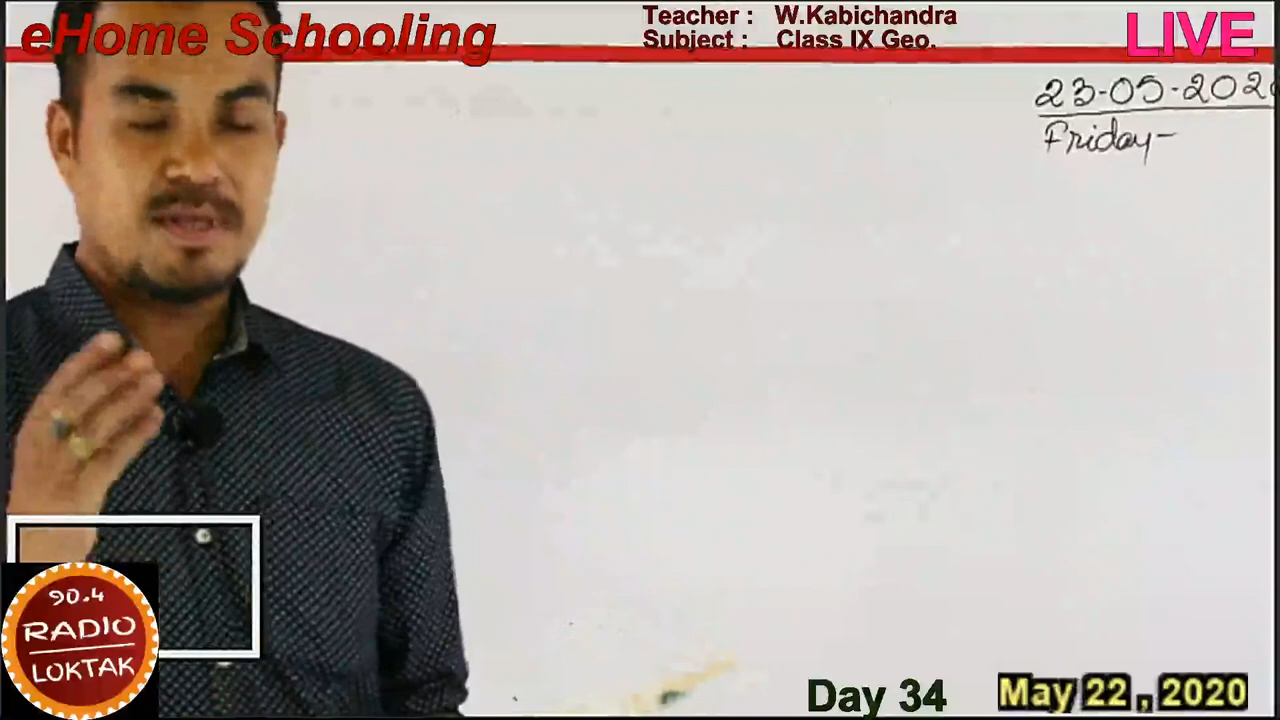 eHome Schooling
Teacher : W.Kabichandra
Subject : Class IX Geo.
LIVE
23-05-2020
Friday-
90.4
RADIO
LOKTAK
Day 34
May 22 , 2020